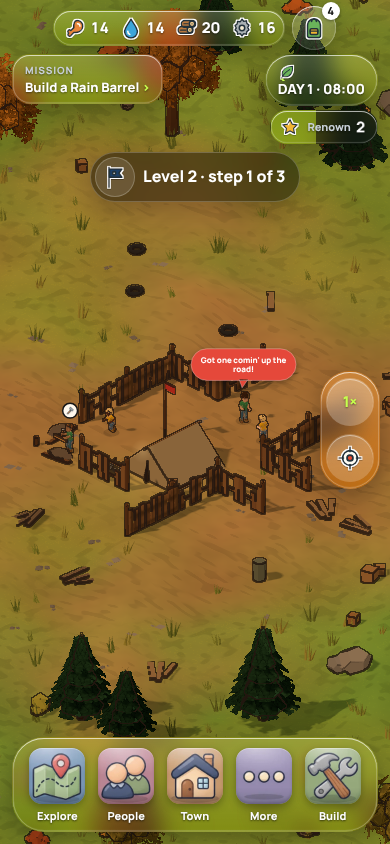 14
14
20
16
4
MISSION
Build a Rain Barrel ›
DAY 1 · 08:00
Renown 2
Level 2 · step 1 of 3
Got one comin' up the
road!
1×
Explore
People
Town
More
Build